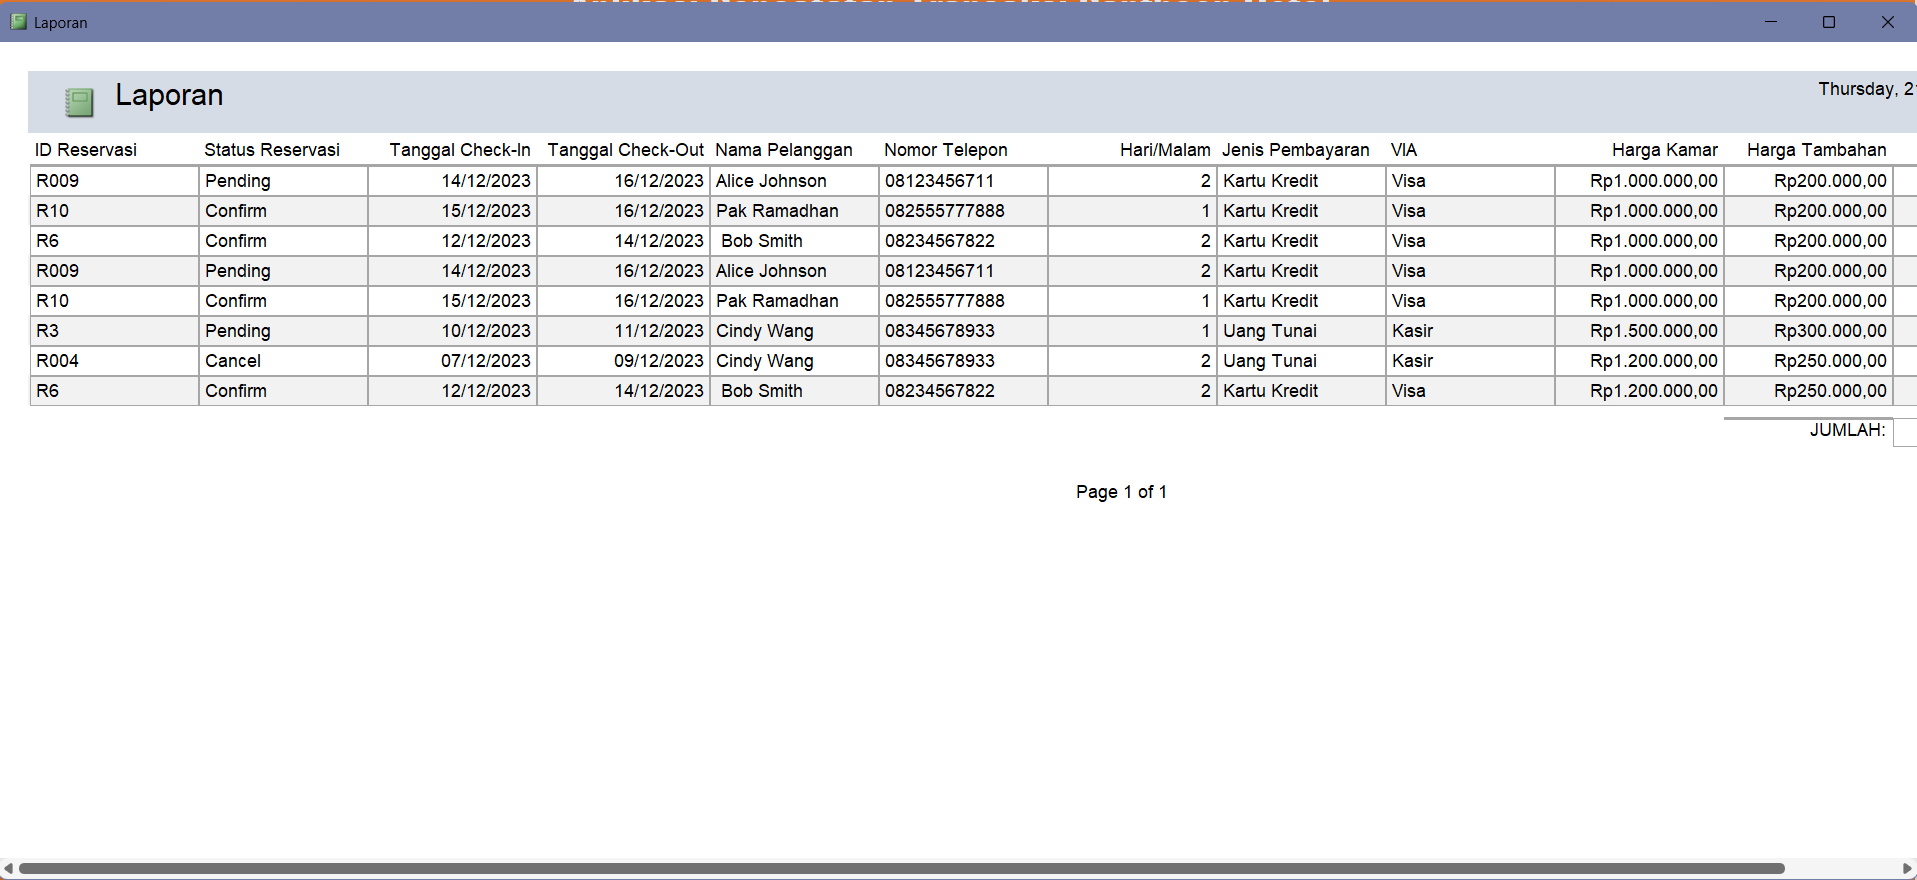 Laporan
Laporan
Thursday, 2
ID Reservasi Status Reservasi Tanggal Check-In Tanggal Check-Out Nama Pelanggan Nomor Telepon Hari/Malam Jenis Pembayaran VIA Harga Kamar Harga Tambahan
R009 Pending 14/12/2023 16/12/2023 Alice Johnson 08123456711 2 Kartu Kredit Visa Rp1.000.000,00 Rp200.000,00
R10 Confirm 15/12/2023 16/12/2023 Pak Ramadhan 082555777888 1 Kartu Kredit Visa Rp1.000.000,00 Rp200.000,00
R6 Confirm 12/12/2023 14/12/2023 Bob Smith 08234567822 2 Kartu Kredit Visa Rp1.000.000,00 Rp200.000,00
R009 Pending 14/12/2023 16/12/2023 Alice Johnson 08123456711 2 Kartu Kredit Visa Rp1.000.000,00 Rp200.000,00
R10 Confirm 15/12/2023 16/12/2023 Pak Ramadhan 082555777888 1 Kartu Kredit Visa Rp1.000.000,00 Rp200.000,00
R3 Pending 10/12/2023 11/12/2023 Cindy Wang 08345678933 1 Uang Tunai Kasir Rp1.500.000,00 Rp300.000,00
R004 Cancel 07/12/2023 09/12/2023 Cindy Wang 08345678933 2 Uang Tunai Kasir Rp1.200.000,00 Rp250.000,00
R6 Confirm 12/12/2023 14/12/2023 Bob Smith 08234567822 2 Kartu Kredit Visa Rp1.200.000,00 Rp250.000,00
JUMLAH:
Page 1 of 1